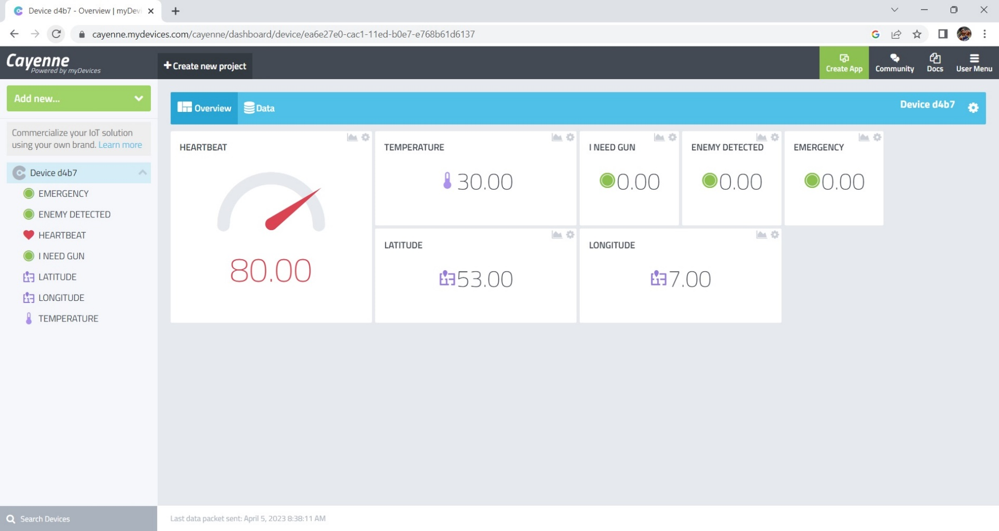 Device d4b7 - Overview | myDevi
cayenne.mydevices.com/cayenne/dashboard/device/ea6e27e0-cac1-11ed-b0e7-e768b61d6137
Cayenne
Powered by myDevices
+Create new project
Create App
Community
Docs
User Menu
Add new...
Commercialize your IoT solution
using your own brand. Learn more
Device d4b7
EMERGENCY
ENEMY DETECTED
HEARTBEAT
I NEED GUN
LATITUDE
LONGITUDE
TEMPERATURE
Search Devices
Overview
Data
Device d4b7
HEARTBEAT
80.00
TEMPERATURE
30.00
I NEED GUN
0.00
ENEMY DETECTED
0.00
EMERGENCY
0.00
LATITUDE
53.00
LONGITUDE
7.00
Last data packet sent: April 5, 2023 8:38:11 AM